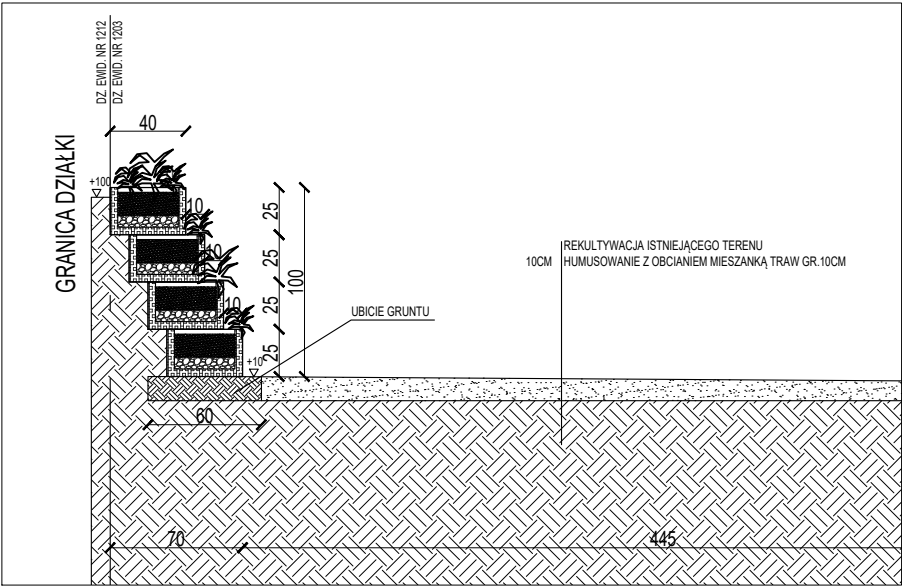 DZ. EWID. NR 1212
DZ. EWID. NR 1203
GRANICA DZIAŁKI
40
+100
10
10
10
25
25
25
25
100
REKULTYWACJA ISTNIEJĄCEGO TERENU
10CM HUMUSOWANIE Z OBCIANIEM MIESZANKĄ TRAW GR.10CM
UBICIE GRUNTU
+10
60
70
445